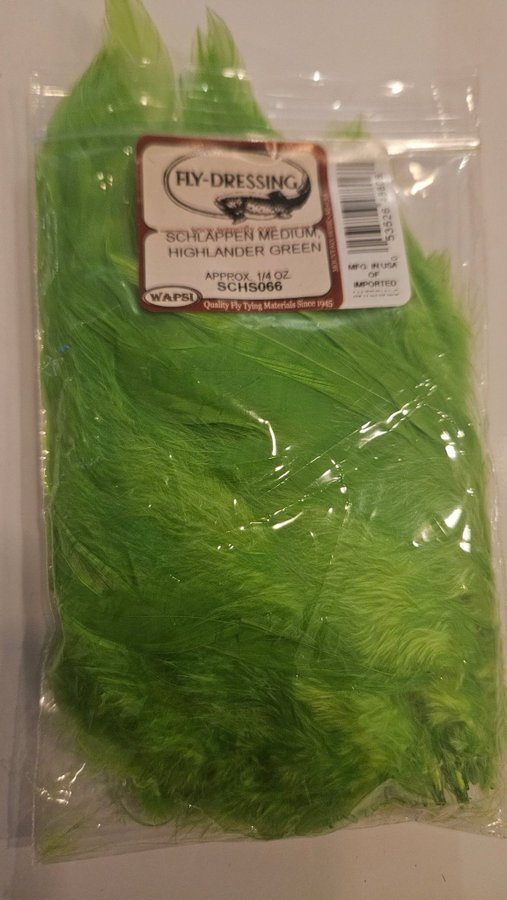 FLY-DRESSING
SCHLAPPEN MEDIUM,
HIGHLANDER GREEN
APPROX. 1/4 OZ.
SCHS066
WAPSI
Quality Fly Tying Materials Since 1945
MFG. IN USA
OF
IMPORTED